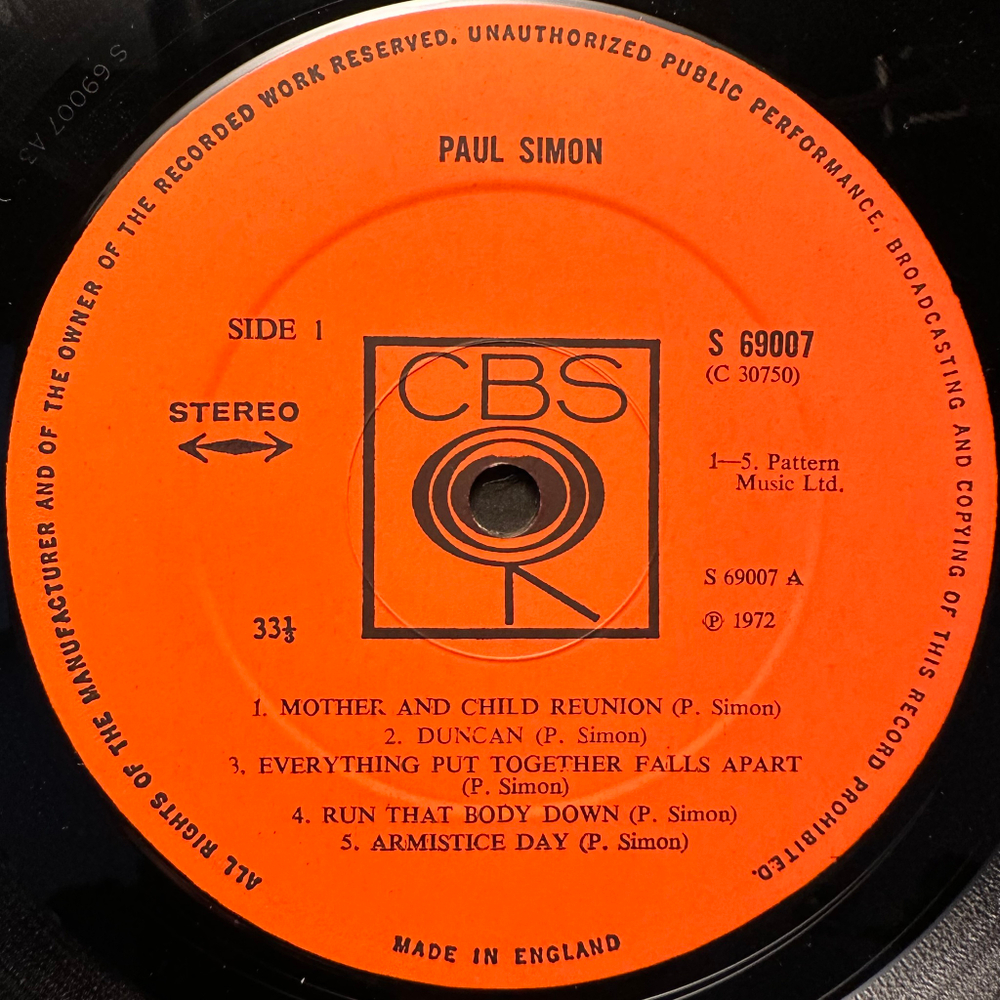 S 69007 A3
ALL RIGHTS OF THE MANUFACTURER AND OF THE OWNER OF THE RECORDED WORK RESERVED. UNAUTHORIZED PUBLIC PERFORMANCE, BROADCASTING AND COPYING OF THIS RECORD PROHIBITED.
PAUL SIMON
SIDE 1
S 69007
(C 30750)
CBS
STEREO
1—5. Pattern
Music Ltd.
S 69007 A
℗ 1972
33⅓
1. MOTHER AND CHILD REUNION (P. Simon)
2. DUNCAN (P. Simon)
3, EVERYTHING PUT TOGETHER FALLS APART
(P. Simon)
4. RUN THAT BODY DOWN (P. Simon)
5. ARMISTICE DAY (P. Simon)
MADE IN ENGLAND